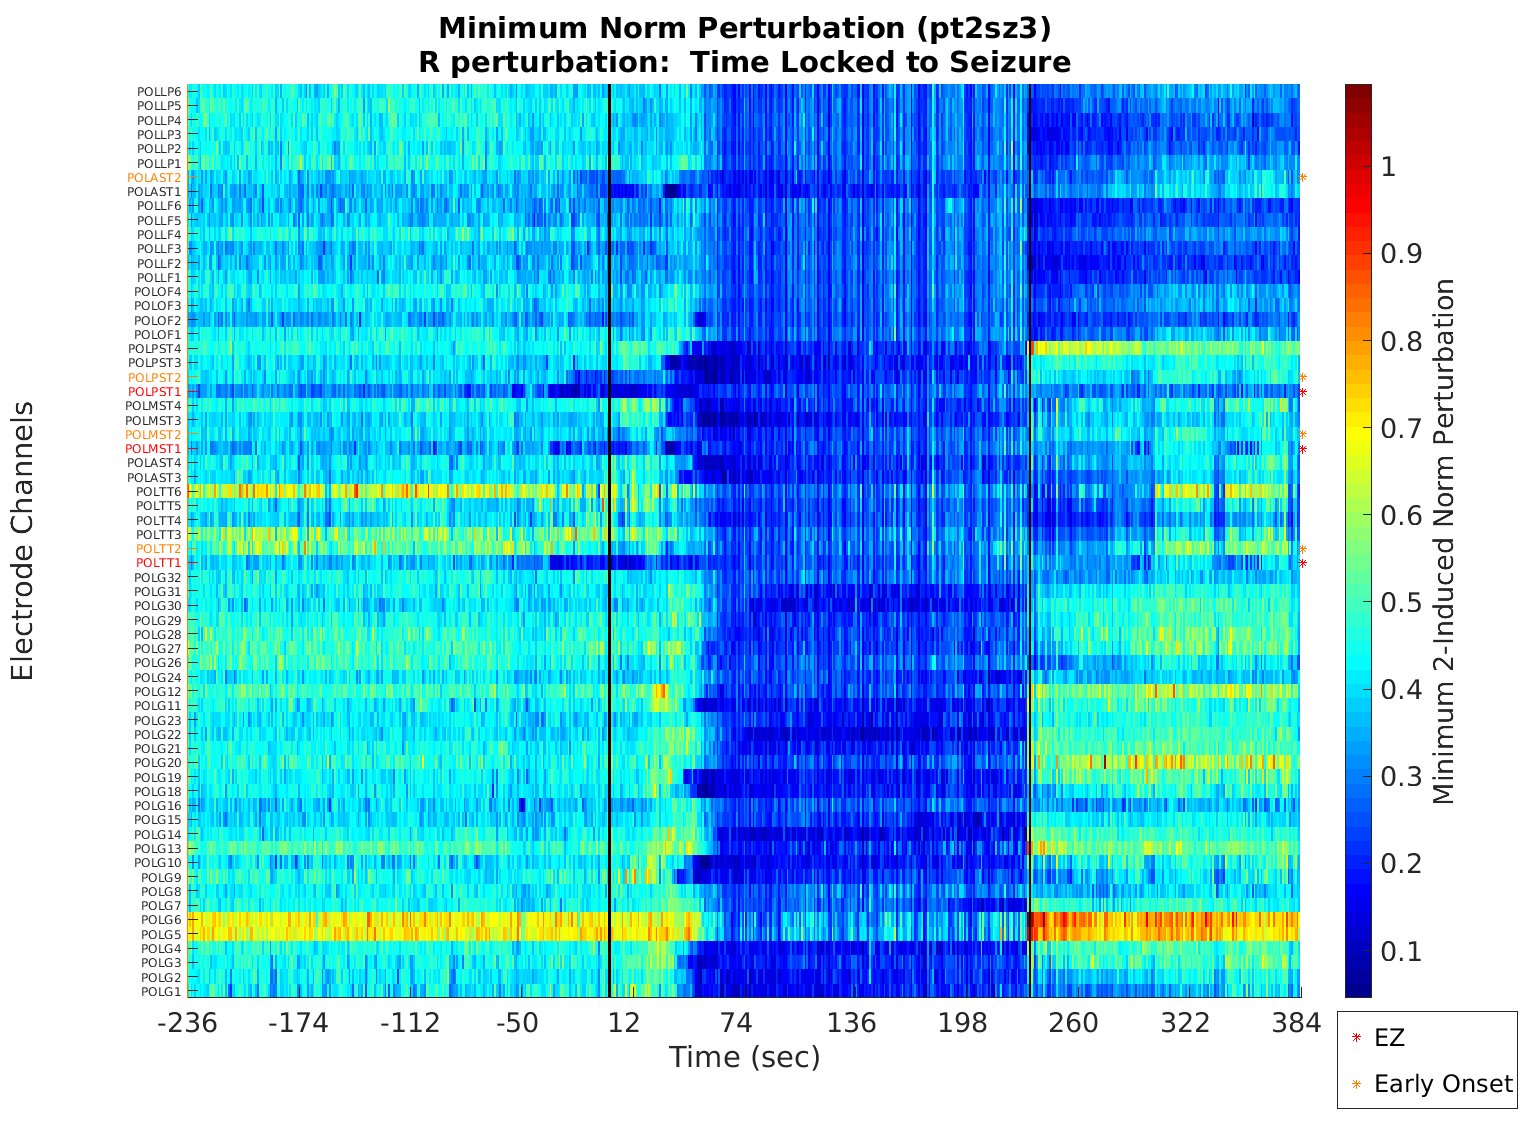 Minimum Norm Perturbation (pt2sz3)
R perturbation:  Time Locked to Seizure
Electrode Channels
POLLP6
POLLP5
POLLP4
POLLP3
POLLP2
POLLP1
POLAST2
POLAST1
POLLF6
POLLF5
POLLF4
POLLF3
POLLF2
POLLF1
POLOF4
POLOF3
POLOF2
POLOF1
POLPST4
POLPST3
POLPST2
POLPST1
POLMST4
POLMST3
POLMST2
POLMST1
POLAST4
POLAST3
POLTT6
POLTT5
POLTT4
POLTT3
POLTT2
POLTT1
POLG32
POLG31
POLG30
POLG29
POLG28
POLG27
POLG26
POLG24
POLG12
POLG11
POLG23
POLG22
POLG21
POLG20
POLG19
POLG18
POLG16
POLG15
POLG14
POLG13
POLG10
POLG9
POLG8
POLG7
POLG6
POLG5
POLG4
POLG3
POLG2
POLG1
-236 -174 -112 -50 12 74 136 198 260 322 384
Time (sec)
1
0.9
0.8
0.7
0.6
0.5
0.4
0.3
0.2
0.1
Minimum 2-Induced Norm Perturbation
EZ
Early Onset